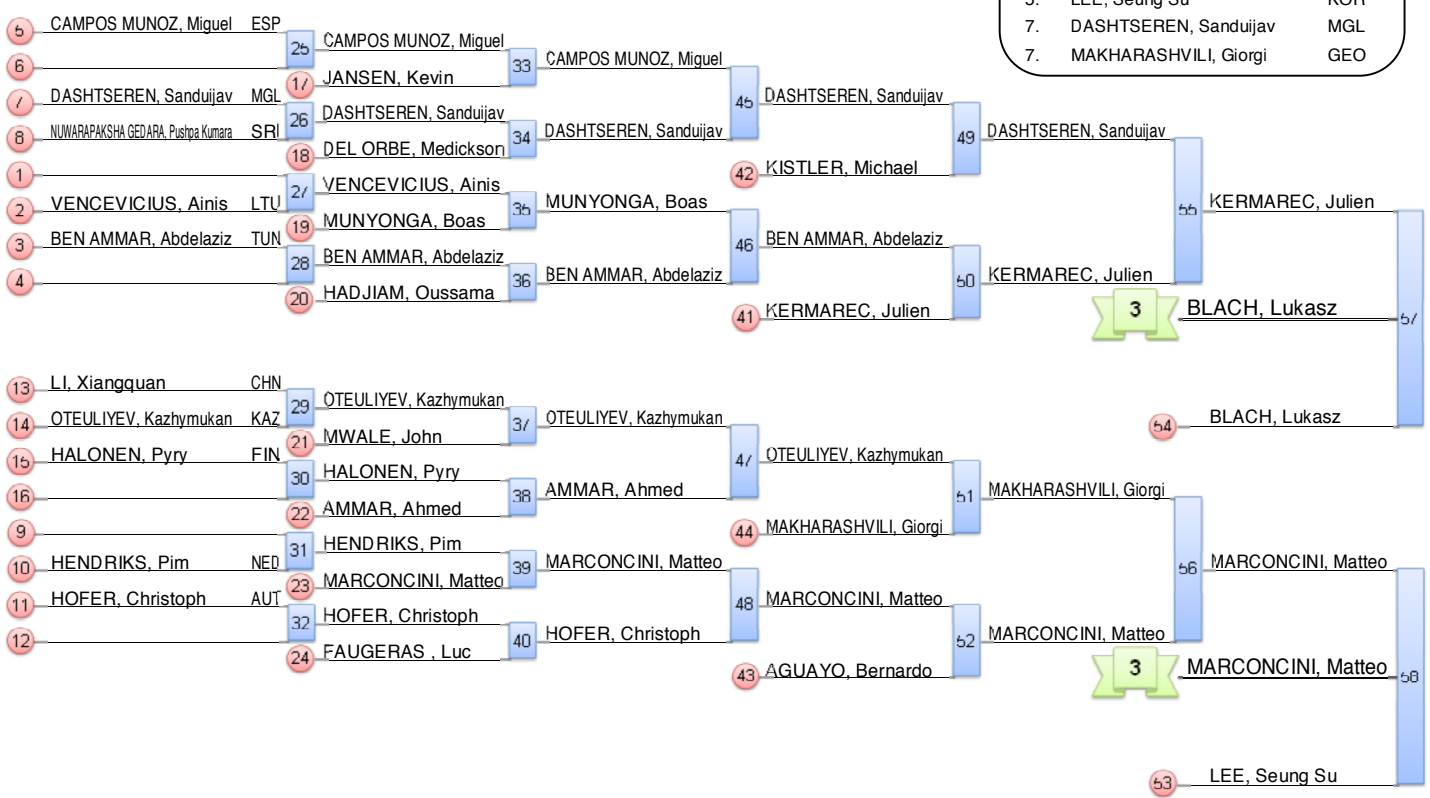 5. LEE, Seung Su KOR
7. DASHTSEREN, Sanduijav MGL
7. MAKHARASHVILI, Giorgi GEO
5 CAMPOS MUNOZ, Miguel ESP
6
7 DASHTSEREN, Sanduijav MGL
8 NUWARAPAKSHA GEDARA, Pushpa Kumara SRI
1
2 VENCEVICIUS, Ainis LTU
3 BEN AMMAR, Abdelaziz TUN
4
25 CAMPOS MUNOZ, Miguel
17 JANSEN, Kevin
26 DASHTSEREN, Sanduijav
18 DEL ORBE, Medickson
27 VENCEVICIUS, Ainis
19 MUNYONGA, Boas
28 BEN AMMAR, Abdelaziz
20 HADJIAM, Oussama
33 CAMPOS MUNOZ, Miguel
34 DASHTSEREN, Sanduijav
35 MUNYONGA, Boas
36 BEN AMMAR, Abdelaziz
45 DASHTSEREN, Sanduijav
42 KISTLER, Michael
46 BEN AMMAR, Abdelaziz
41 KERMAREC, Julien
49 DASHTSEREN, Sanduijav
50 KERMAREC, Julien
55 KERMAREC, Julien
3 BLACH, Lukasz
57
54 BLACH, Lukasz
13 LI, Xiangquan CHN
14 OTEULIYEV, Kazhymukan KAZ
15 HALONEN, Pyry FIN
16
9
10 HENDRIKS, Pim NED
11 HOFER, Christoph AUT
12
29 OTEULIYEV, Kazhymukan
21 MWALE, John
30 HALONEN, Pyry
22 AMMAR, Ahmed
31 HENDRIKS, Pim
23 MARCONCINI, Matteo
32 HOFER, Christoph
24 FAUGERAS , Luc
37 OTEULIYEV, Kazhymukan
38 AMMAR, Ahmed
39 MARCONCINI, Matteo
40 HOFER, Christoph
47 OTEULIYEV, Kazhymukan
44 MAKHARASHVILI, Giorgi
48 MARCONCINI, Matteo
43 AGUAYO, Bernardo
51 MAKHARASHVILI, Giorgi
52 MARCONCINI, Matteo
56 MARCONCINI, Matteo
3 MARCONCINI, Matteo
58
53 LEE, Seung Su